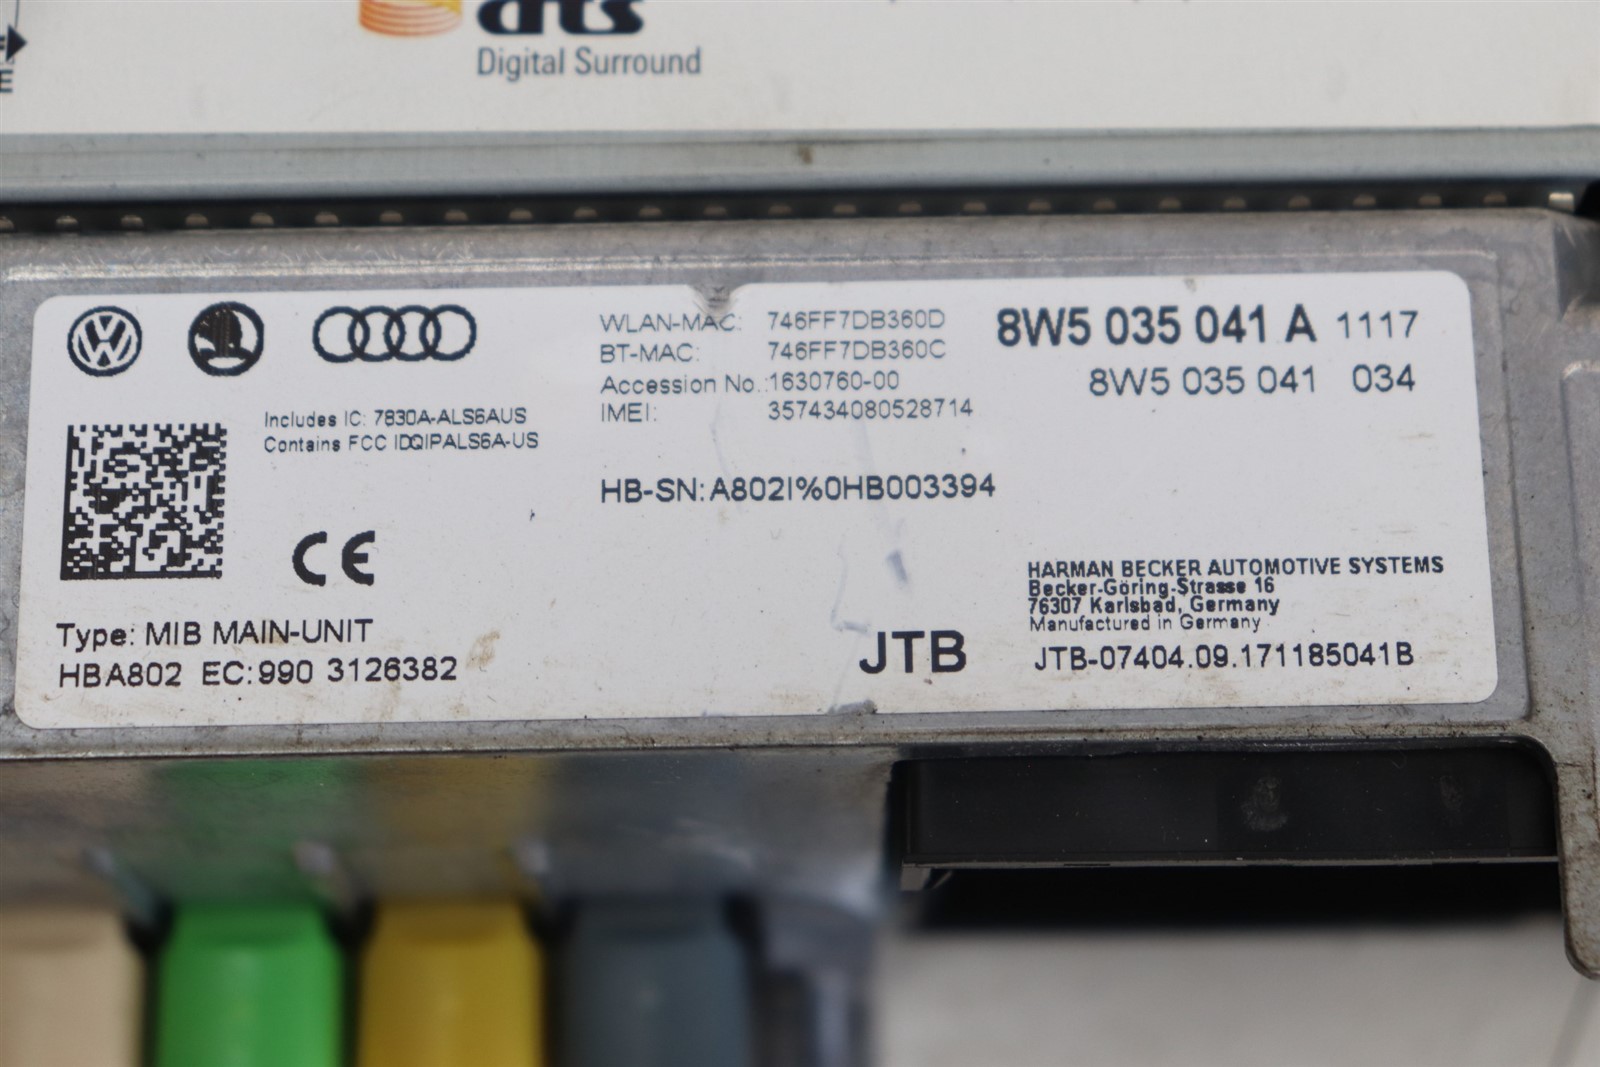 dts
Digital Surround
E
WLAN-MAC: 746FF7DB360D
BT-MAC: 746FF7DB360C
Accession No.:1630760-00
IMEI: 357434080528714
8W5 035 041 A 1117
8W5 035 041 034
Includes IC: 7830A-ALS6AUS
Contains FCC IDQIPALS6A-US
HB-SN:A802I%0HB003394
CE
HARMAN BECKER AUTOMOTIVE SYSTEMS
Becker-Göring-Strasse 16
76307 Karlsbad, Germany
Manufactured in Germany
Type: MIB MAIN-UNIT
HBA802 EC:990 3126382
JTB
JTB-07404.09.171185041B